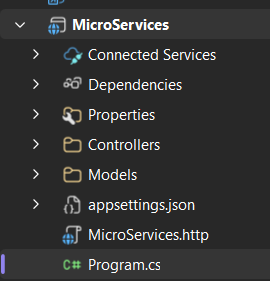 MicroServices
Connected Services
Dependencies
Properties
Controllers
Models
appsettings.json
MicroServices.http
C# Program.cs